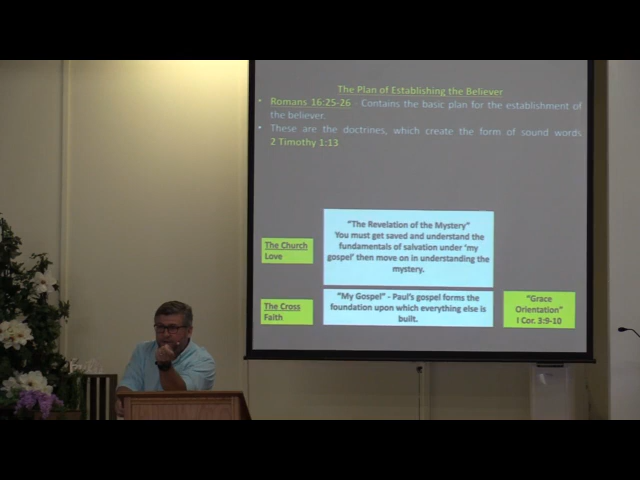 The Plan of Establishing the Believer
• Romans 16:25-26 - Contains the basic plan for the establishment of
the believer.
• These are the doctrines, which create the form of sound words
2 Timothy 1:13
"The Revelation of the Mystery"
You must get saved and understand the
fundamentals of salvation under 'my
gospel' then move on in understanding the
mystery.
The Church
Love
"My Gospel" - Paul's gospel forms the
foundation upon which everything else is
built.
The Cross
Faith
"Grace
Orientation"
I Cor. 3:9-10